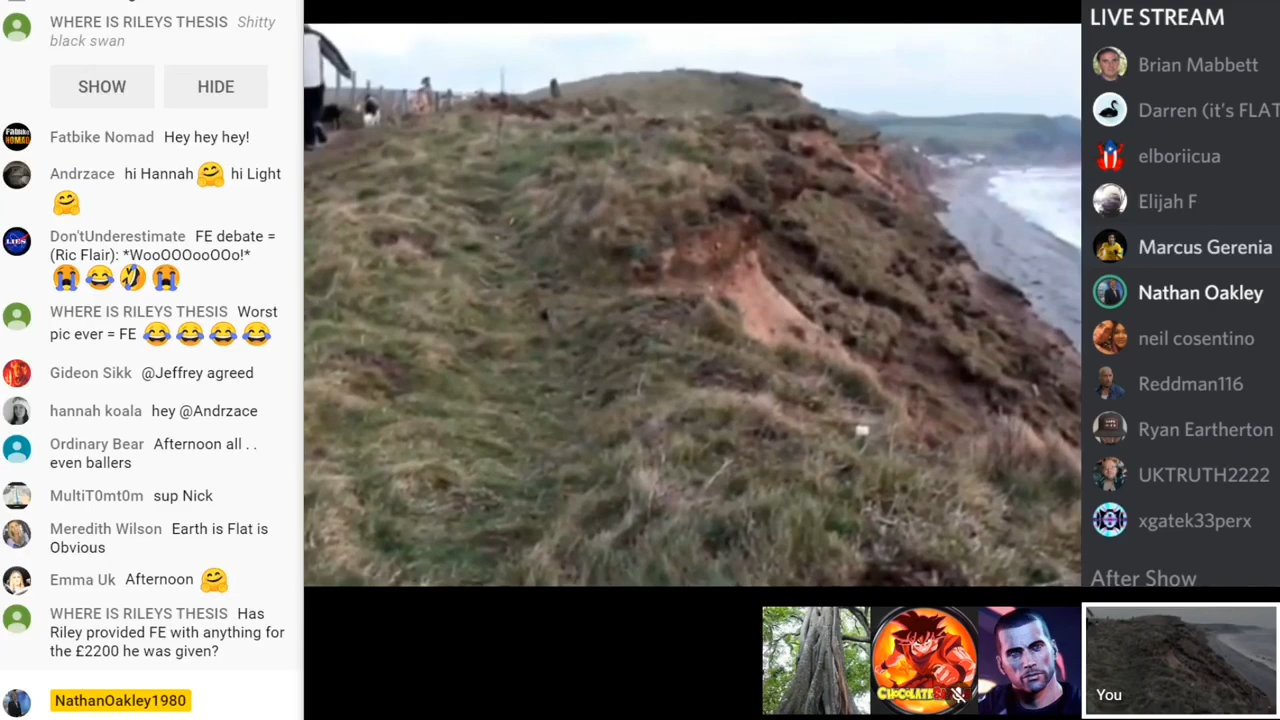 WHERE IS RILEYS THESIS Shitty
black swan
SHOW HIDE
Fatbike Nomad Hey hey hey!
Andrzace hi Hannah 🤗 hi Light
🤗
Don'tUnderestimate FE debate =
(Ric Flair): *WooOOOooOOo!*
😭😂🤣😭
WHERE IS RILEYS THESIS Worst
pic ever = FE 😂😂😂😂
Gideon Sikk @Jeffrey agreed
hannah koala hey @Andrzace
Ordinary Bear Afternoon all . .
even ballers
MultiT0mt0m sup Nick
Meredith Wilson Earth is Flat is
Obvious
Emma Uk Afternoon 🤗
WHERE IS RILEYS THESIS Has
Riley provided FE with anything for
the £2200 he was given?
NathanOakley1980
Fatbike
NOMAD
LIES
LIVE STREAM
Brian Mabbett
Darren (it's FLAT
elboriicua
Elijah F
Marcus Gerenia
Nathan Oakley
neil cosentino
Reddman116
Ryan Eartherton
UKTRUTH2222
xgatek33perx
After Show
You